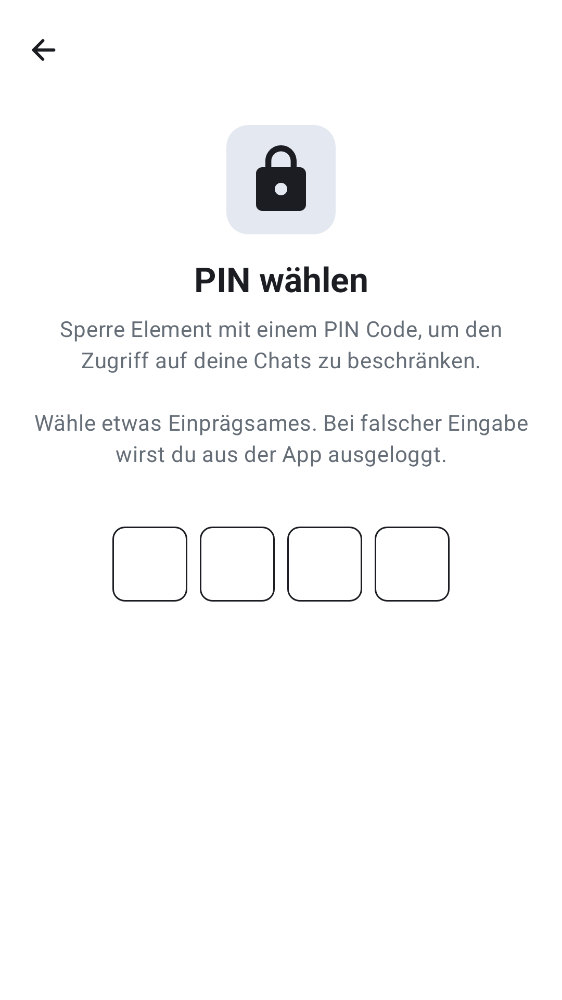 PIN wählen
Sperre Element mit einem PIN Code, um den
Zugriff auf deine Chats zu beschränken.
Wähle etwas Einprägsames. Bei falscher Eingabe
wirst du aus der App ausgeloggt.